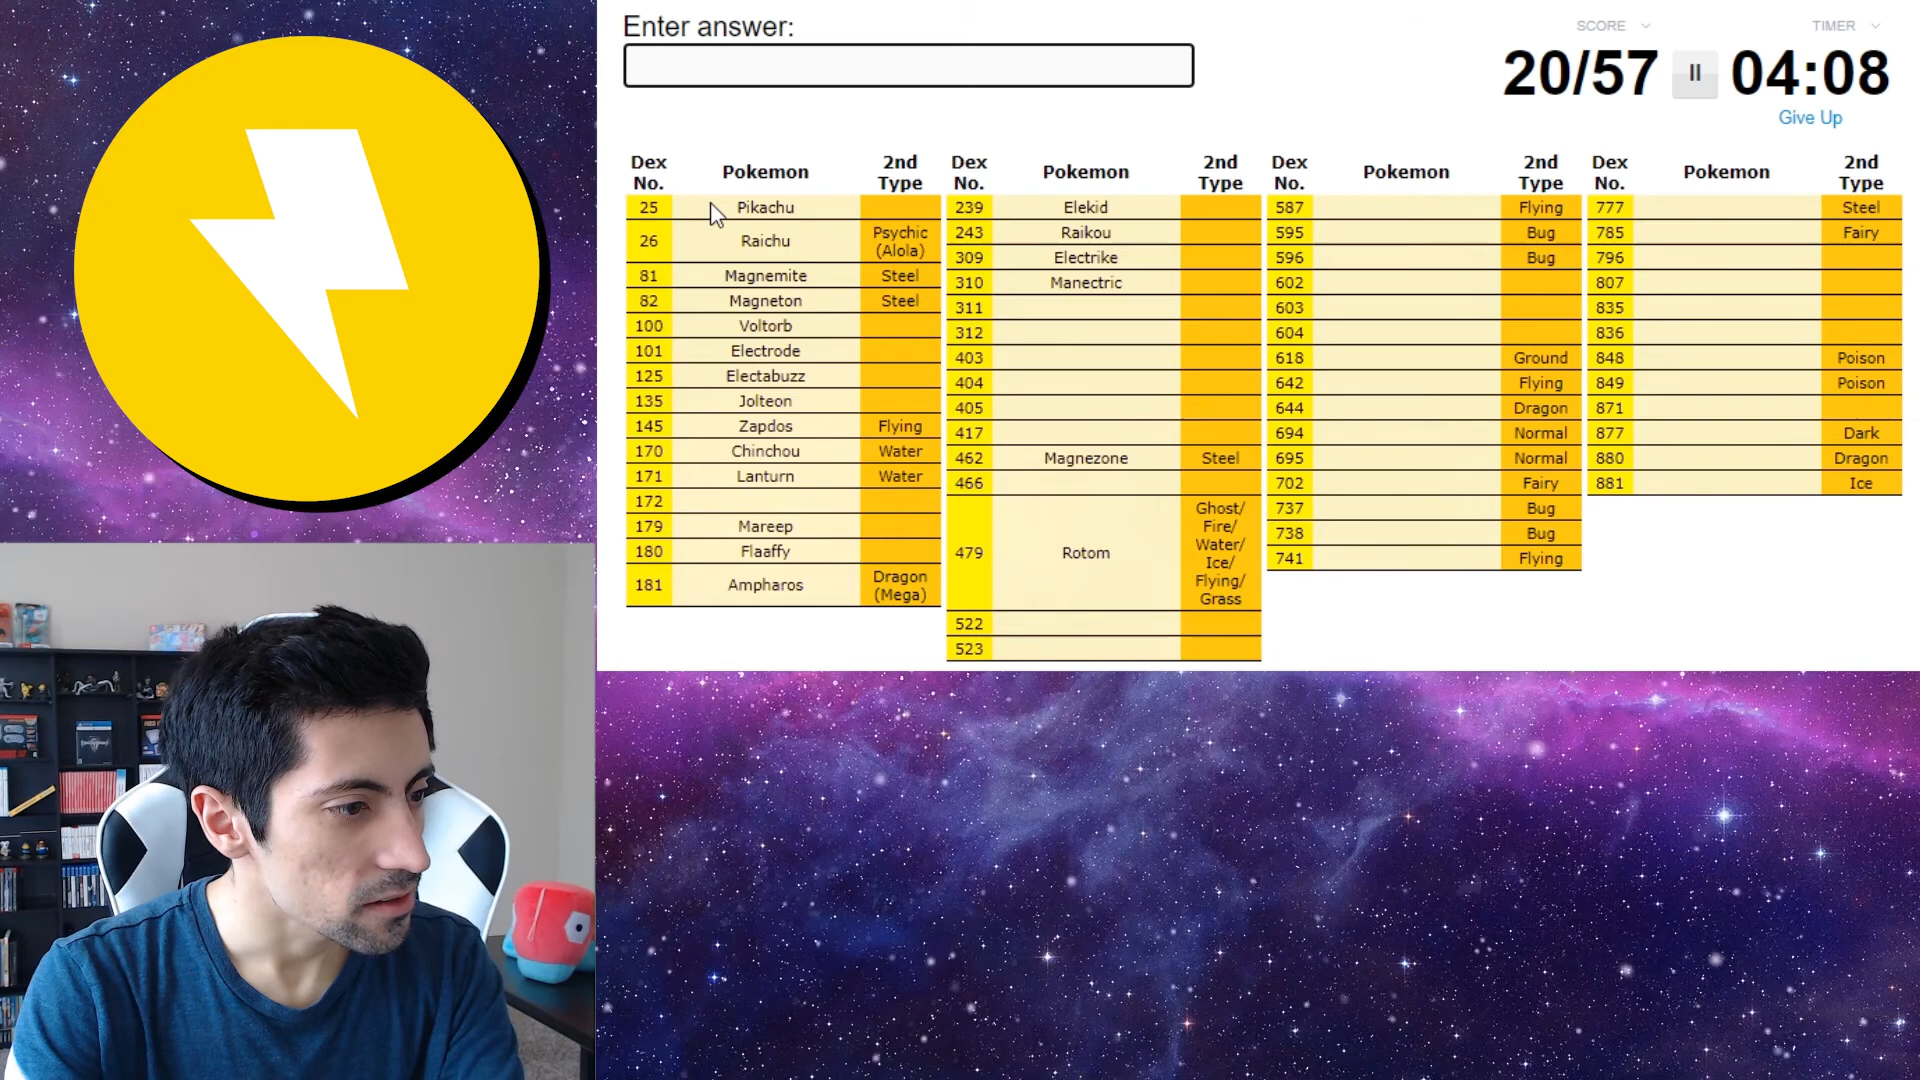 Enter answer:
SCORE
TIMER
20/57
04:08
Give Up
Dex No. Pokemon 2nd Type
25 Pikachu
26 Raichu Psychic (Alola)
81 Magnemite Steel
82 Magneton Steel
100 Voltorb
101 Electrode
125 Electabuzz
135 Jolteon
145 Zapdos Flying
170 Chinchou Water
171 Lanturn Water
172
179 Mareep
180 Flaaffy
181 Ampharos Dragon (Mega)
Dex No. Pokemon 2nd Type
239 Elekid
243 Raikou
309 Electrike
310 Manectric
311
312
403
404
405
417
462 Magnezone Steel
466
479 Rotom Ghost/ Fire/ Water/ Ice/ Flying/ Grass
522
523
Dex No. Pokemon 2nd Type
587 Flying
595 Bug
596 Bug
602
603
604
618 Ground
642 Flying
644 Dragon
694 Normal
695 Normal
702 Fairy
737 Bug
738 Bug
741 Flying
Dex No. Pokemon 2nd Type
777 Steel
785 Fairy
796
807
835
836
848 Poison
849 Poison
871
877 Dark
880 Dragon
881 Ice